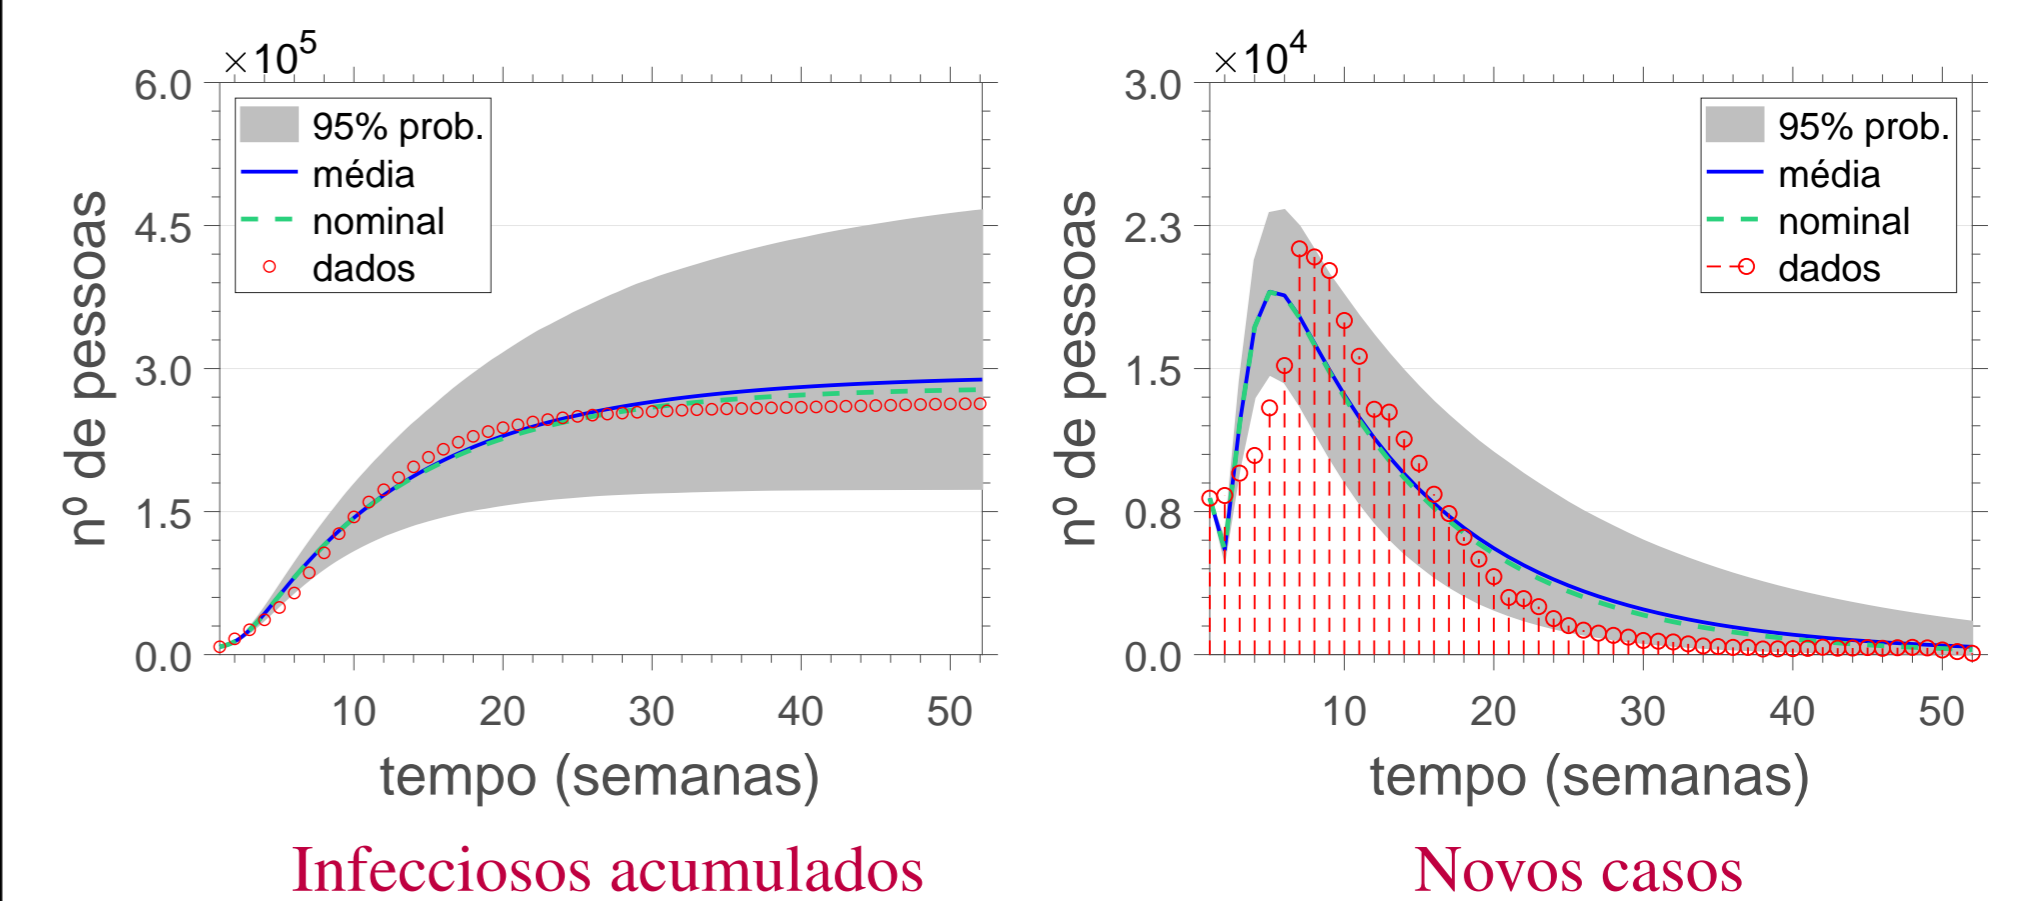 ×10^5
6.0
4.5
3.0
1.5
0.0
nº de pessoas
95% prob.
média
nominal
dados
10 20 30 40 50
tempo (semanas)
Infecciosos acumulados
×10^4
3.0
2.3
1.5
0.8
0.0
nº de pessoas
95% prob.
média
nominal
dados
10 20 30 40 50
tempo (semanas)
Novos casos